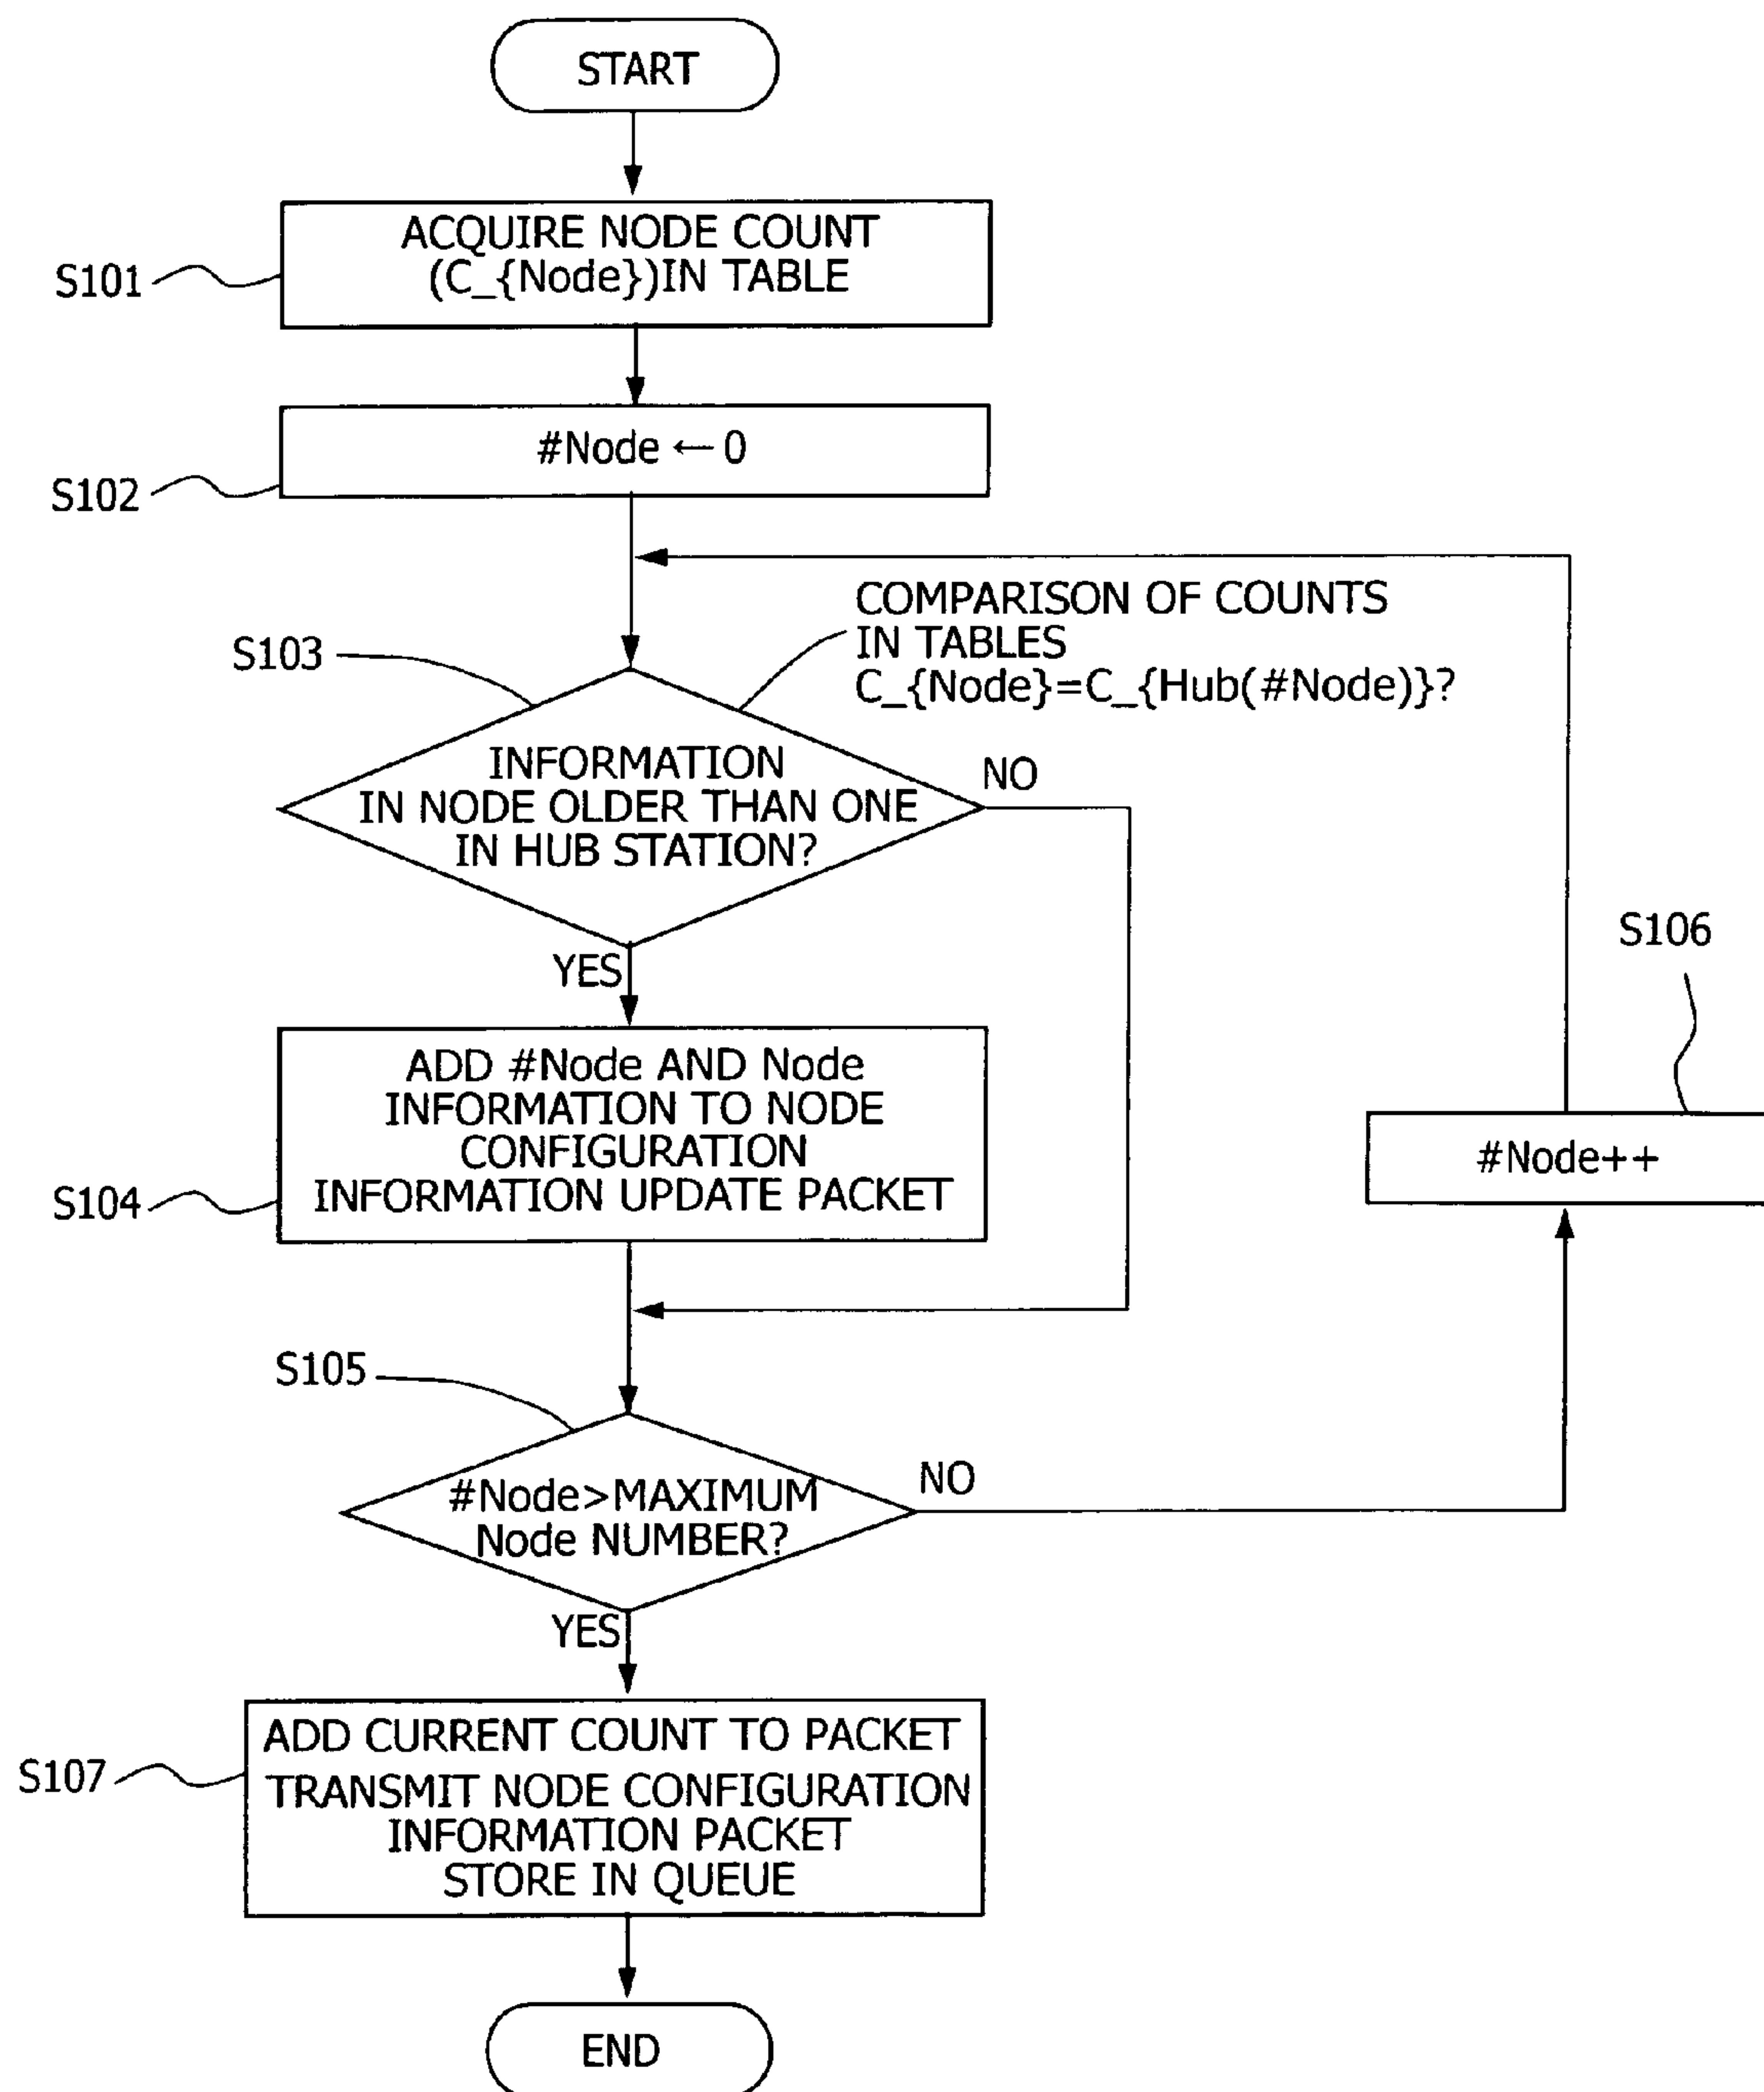 START
ACQUIRE NODE COUNT
(C_{Node})IN TABLE
S101
#Node ← 0
S102
COMPARISON OF COUNTS
IN TABLES
C_{Node}=C_{Hub(#Node)}?
S103
INFORMATION
IN NODE OLDER THAN ONE
IN HUB STATION?
NO
YES
S106
ADD #Node AND Node
INFORMATION TO NODE
CONFIGURATION
INFORMATION UPDATE PACKET
S104
#Node++
S105
#Node>MAXIMUM
Node NUMBER?
NO
YES
ADD CURRENT COUNT TO PACKET
TRANSMIT NODE CONFIGURATION
INFORMATION PACKET
STORE IN QUEUE
S107
END